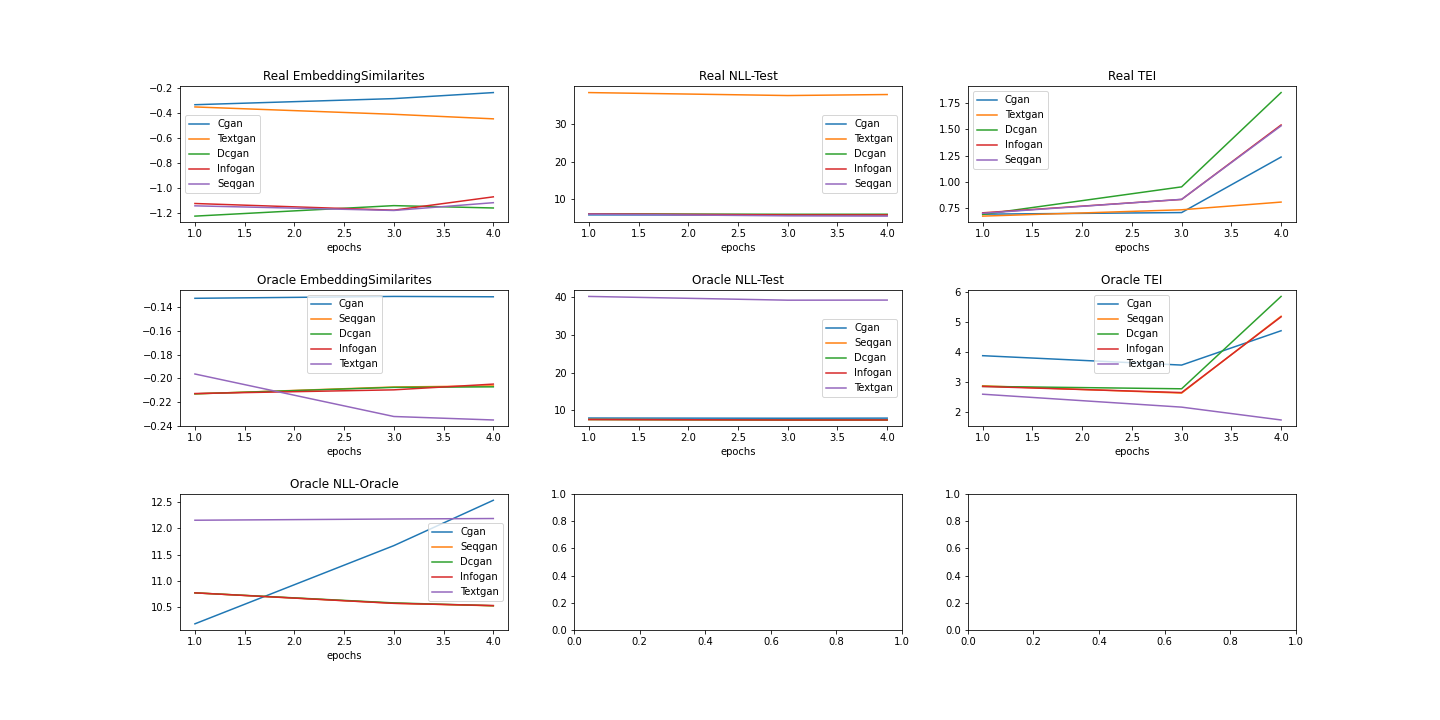 Real EmbeddingSimilarites
−0.2
−0.4
−0.6
−0.8
−1.0
−1.2
Cgan
Textgan
Dcgan
Infogan
Seqgan
1.0 1.5 2.0 2.5 3.0 3.5 4.0
epochs
Real NLL-Test
30
20
10
Cgan
Textgan
Dcgan
Infogan
Seqgan
1.0 1.5 2.0 2.5 3.0 3.5 4.0
epochs
Real TEI
1.75
1.50
1.25
1.00
0.75
Cgan
Textgan
Dcgan
Infogan
Seqgan
1.0 1.5 2.0 2.5 3.0 3.5 4.0
epochs
Oracle EmbeddingSimilarites
−0.14
−0.16
−0.18
−0.20
−0.22
−0.24
Cgan
Seqgan
Dcgan
Infogan
Textgan
1.0 1.5 2.0 2.5 3.0 3.5 4.0
epochs
Oracle NLL-Test
40
30
20
10
Cgan
Seqgan
Dcgan
Infogan
Textgan
1.0 1.5 2.0 2.5 3.0 3.5 4.0
epochs
Oracle TEI
6
5
4
3
2
Cgan
Seqgan
Dcgan
Infogan
Textgan
1.0 1.5 2.0 2.5 3.0 3.5 4.0
epochs
Oracle NLL-Oracle
12.5
12.0
11.5
11.0
10.5
Cgan
Seqgan
Dcgan
Infogan
Textgan
1.0 1.5 2.0 2.5 3.0 3.5 4.0
epochs
1.0
0.8
0.6
0.4
0.2
0.0
0.0 0.2 0.4 0.6 0.8 1.0
1.0
0.8
0.6
0.4
0.2
0.0
0.0 0.2 0.4 0.6 0.8 1.0